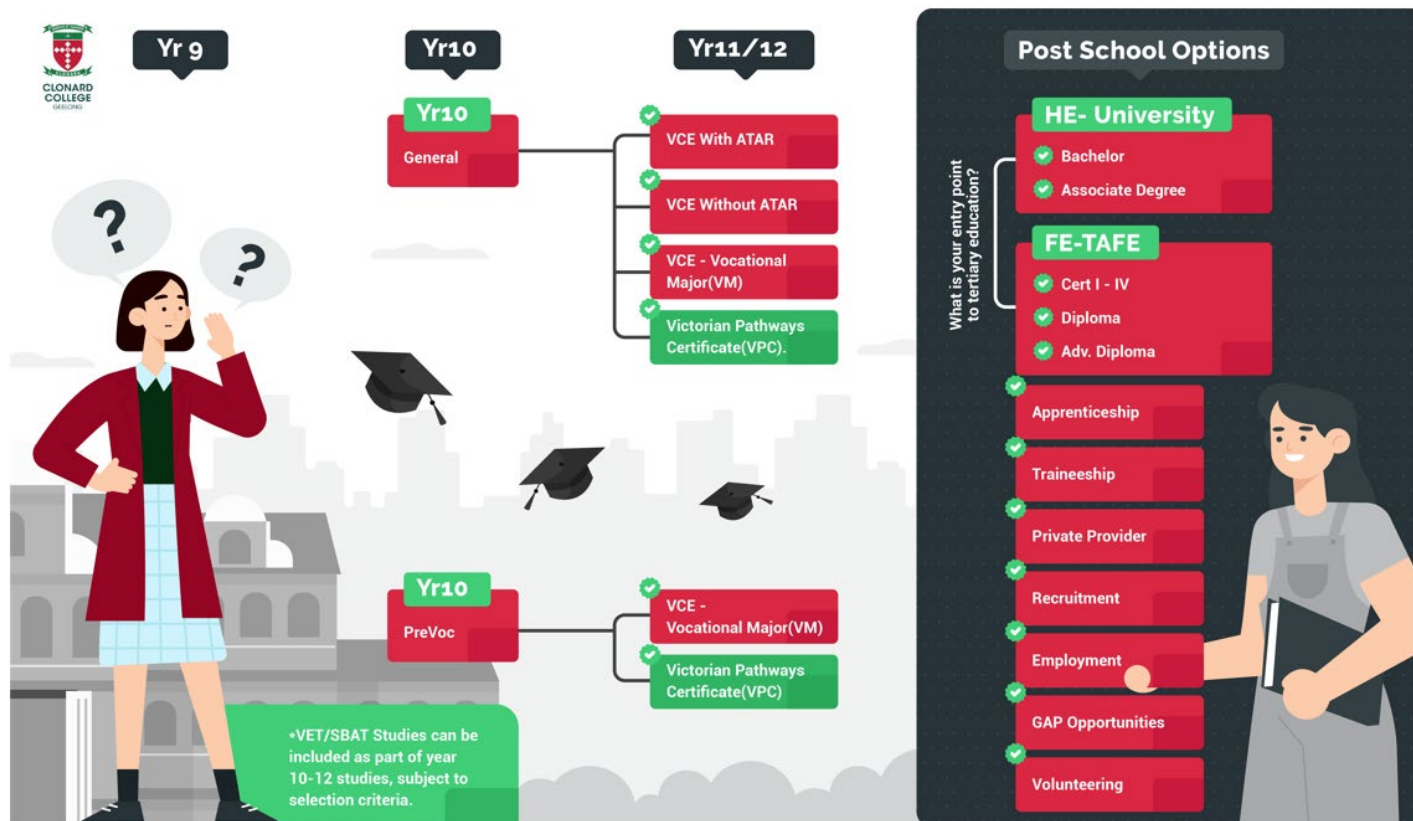 CLONARD
COLLEGE
GEELONG
Yr 9
Yr10
Yr11/12
Yr10
General
VCE With ATAR
VCE Without ATAR
VCE - Vocational
Major(VM)
Victorian Pathways
Certificate(VPC).
?
?
Yr10
PreVoc
VCE -
Vocational Major(VM)
Victorian Pathways
Certificate(VPC)
*VET/SBAT Studies can be
included as part of year
10-12 studies, subject to
selection criteria.
Post School Options
What is your entry point
to tertiary education?
HE- University
Bachelor
Associate Degree
FE-TAFE
Cert I - IV
Diploma
Adv. Diploma
Apprenticeship
Traineeship
Private Provider
Recruitment
Employment
GAP Opportunities
Volunteering